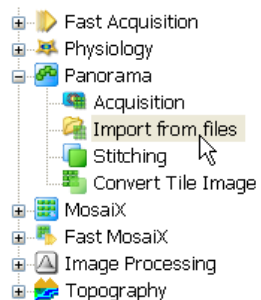 Fast Acquisition
Physiology
Panorama
Acquisition
Import from files
Stitching
Convert Tile Image
MosaiX
Fast MosaiX
Image Processing
Topography